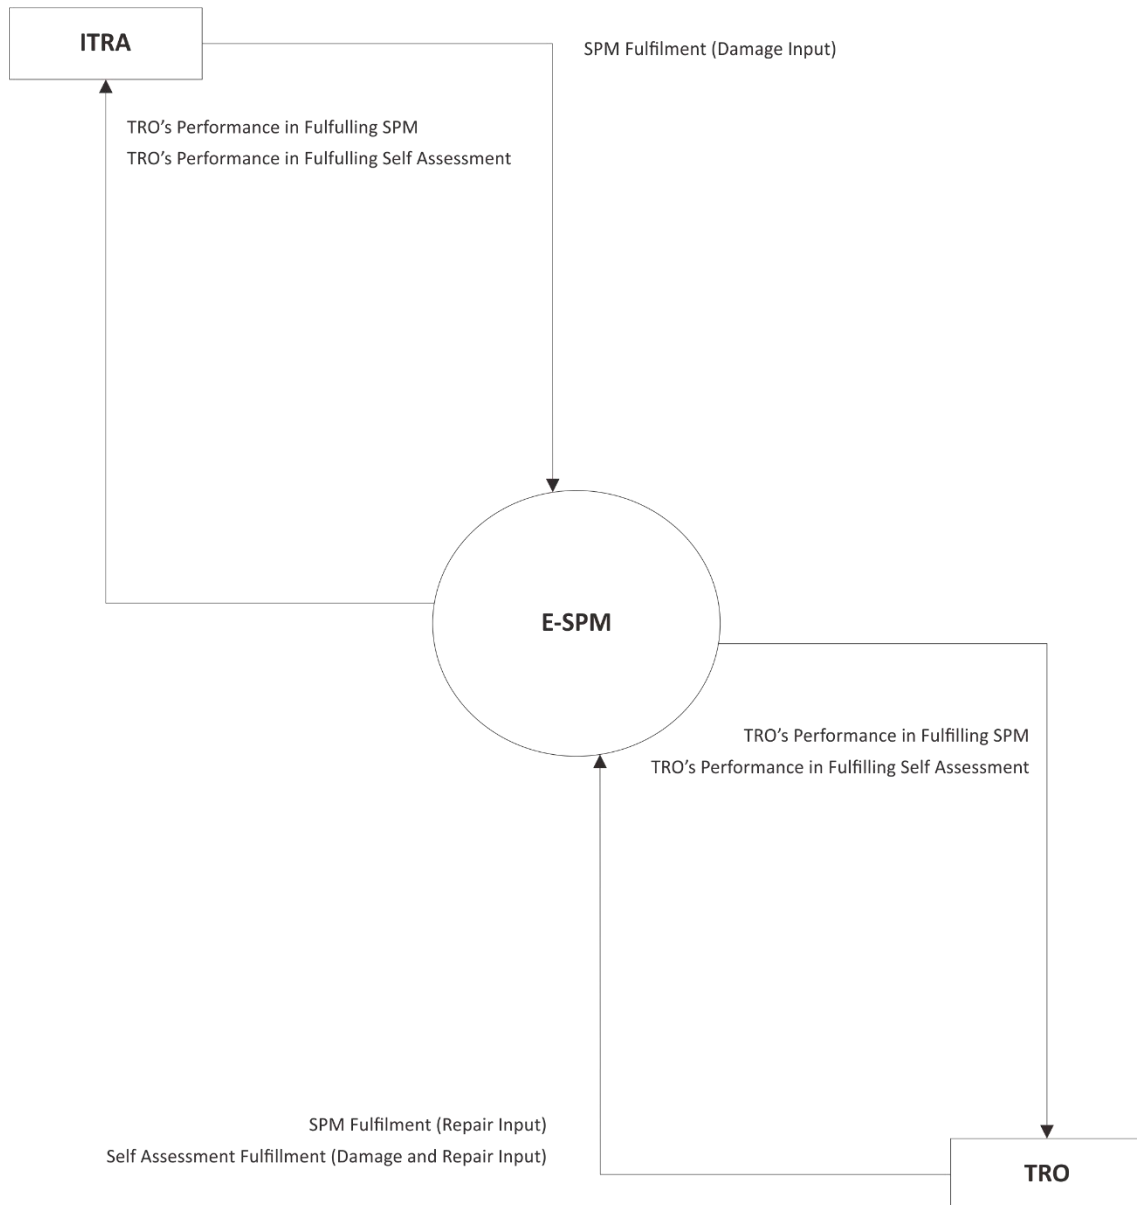 ITRA
SPM Fulfilment (Damage Input)
TRO's Performance in Fulfulling SPM
TRO's Performance in Fulfulling Self Assessment
E-SPM
TRO's Performance in Fulfilling SPM
TRO's Performance in Fulfilling Self Assessment
SPM Fulfilment (Repair Input)
Self Assessment Fulfillment (Damage and Repair Input)
TRO